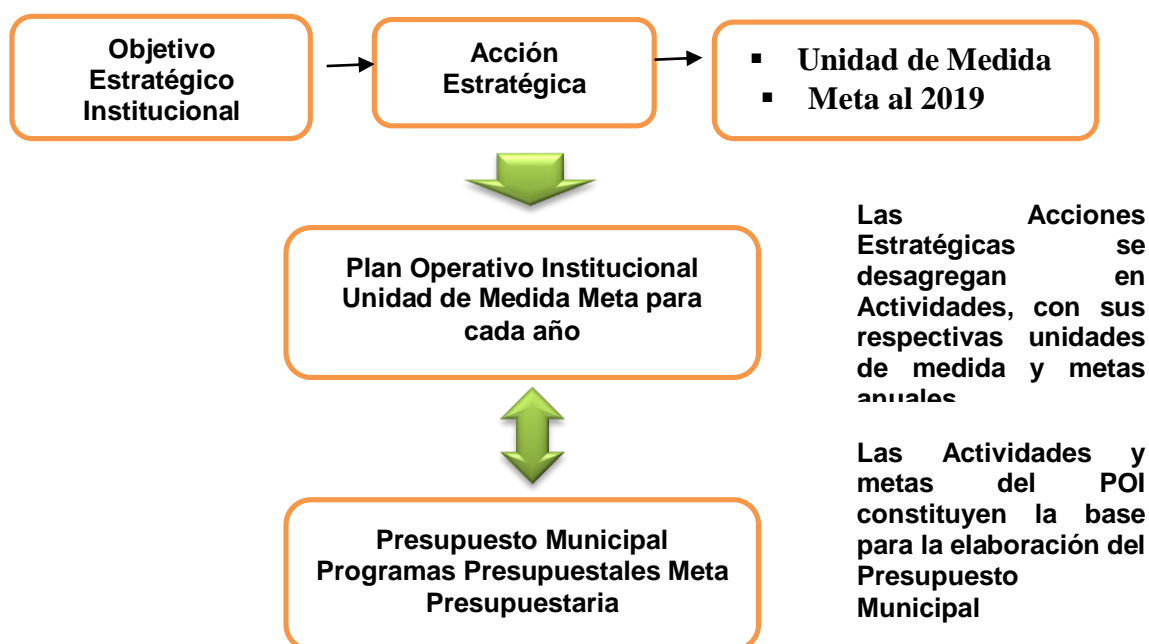 Objetivo
Estratégico
Institucional
Acción
Estratégica
▪ Unidad de Medida
▪ Meta al 2019
Plan Operativo Institucional
Unidad de Medida Meta para
cada año
Las Acciones
Estratégicas se
desagregan en
Actividades, con sus
respectivas unidades
de medida y metas
anuales
Presupuesto Municipal
Programas Presupuestales Meta
Presupuestaria
Las Actividades y
metas del POI
constituyen la base
para la elaboración del
Presupuesto
Municipal